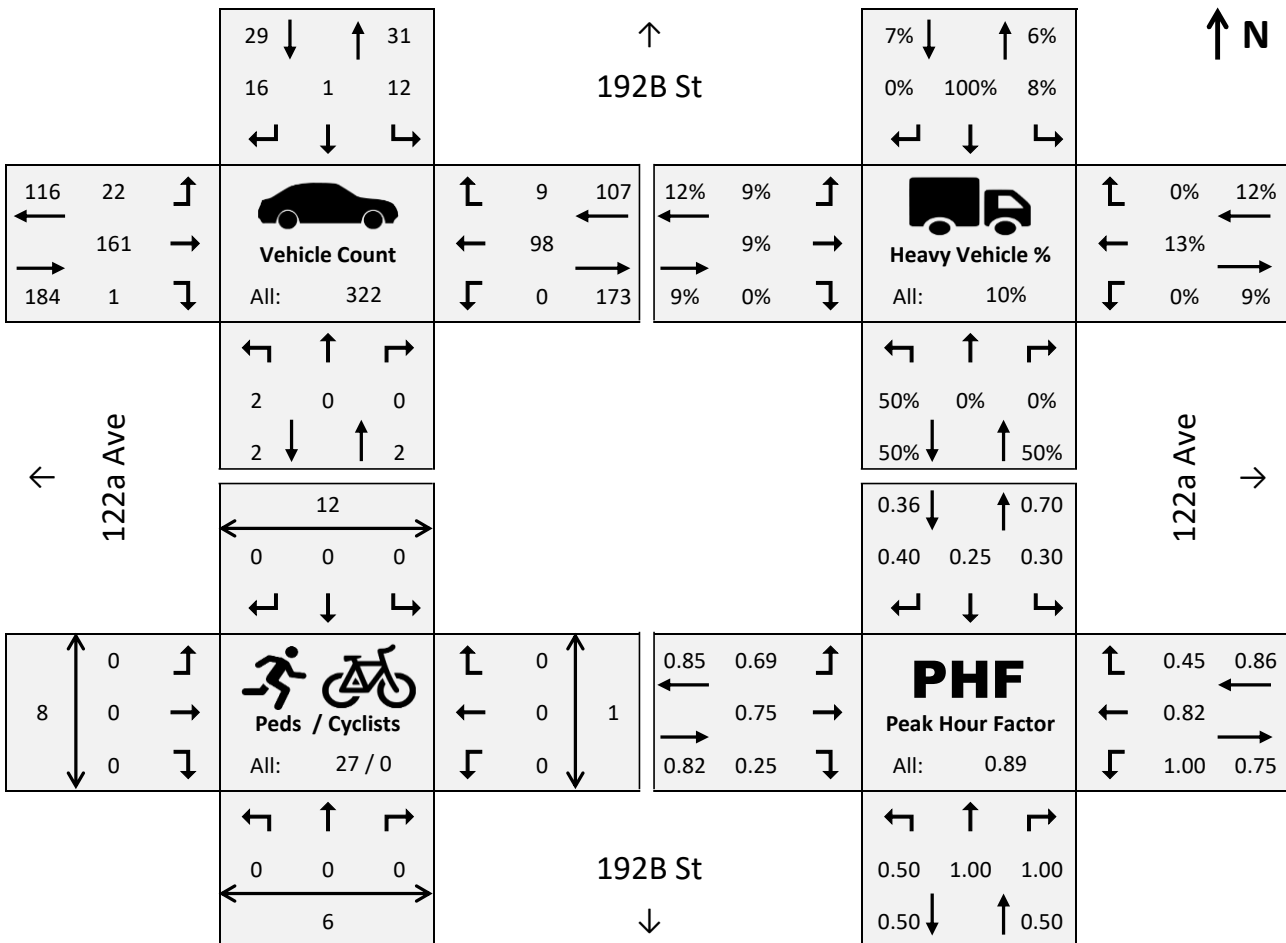 29 31 7% 6% N
192B St
16 1 12 0% 100% 8%
116 22 9 107 12% 9% 0% 12%
161 Vehicle Count 98 9% Heavy Vehicle % 13%
184 1 All: 322 0 173 9% 0% All: 10% 0% 9%
2 0 0 50% 0% 0%
2 2 50% 50%
122a Ave 122a Ave
12 0.36 0.70
0 0 0 0.40 0.25 0.30
0 0 0.85 0.69 PHF 0.45 0.86
8 0 Peds / Cyclists 0 1 0.75 Peak Hour Factor 0.82
0 All: 27 / 0 0 0.82 0.25 All: 0.89 1.00 0.75
0 0 0 192B St 0.50 1.00 1.00
6 0.50 0.50